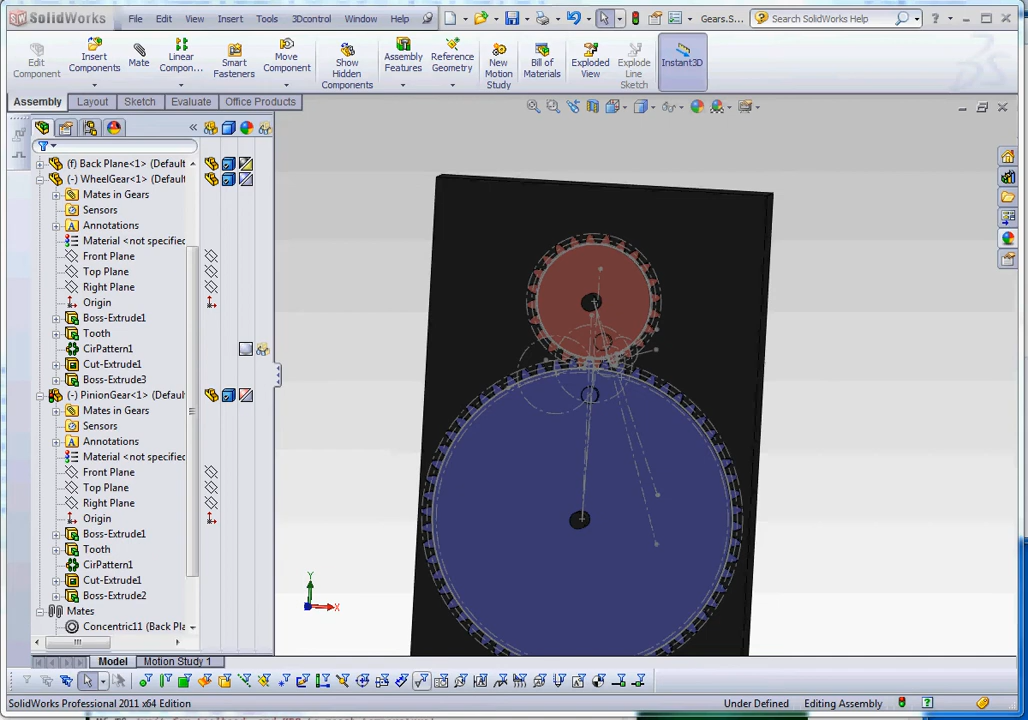 SolidWorks File Edit View Insert Tools 3Dcontrol Window Help Gears.S... Search SolidWorks Help
Edit Component
Insert Components
Mate
Linear Compon...
Smart Fasteners
Move Component
Show Hidden Components
Assembly Features
Reference Geometry
New Motion Study
Bill of Materials
Exploded View
Explode Line Sketch
Instant3D
Assembly Layout Sketch Evaluate Office Products
(f) Back Plane<1> (Default
(-) WheelGear<1> (Default
Mates in Gears
Sensors
Annotations
Material <not specified
Front Plane
Top Plane
Right Plane
Origin
Boss-Extrude1
Tooth
CirPattern1
Cut-Extrude1
Boss-Extrude3
(-) PinionGear<1> (Defau
Mates in Gears
Sensors
Annotations
Material <not specified
Front Plane
Top Plane
Right Plane
Origin
Boss-Extrude1
Tooth
CirPattern1
Cut-Extrude1
Boss-Extrude2
Mates
Concentric11 (Back Pla
Y
X
Model Motion Study 1
SolidWorks Professional 2011 x64 Edition Under Defined Editing Assembly